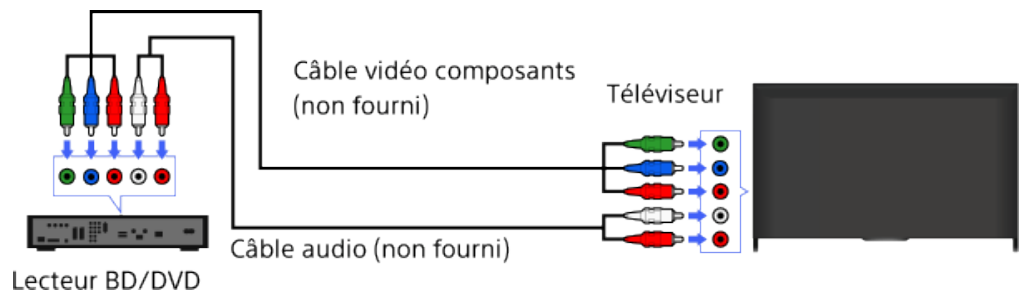 Câble vidéo composants
(non fourni)
Téléviseur
Câble audio (non fourni)
Lecteur BD/DVD